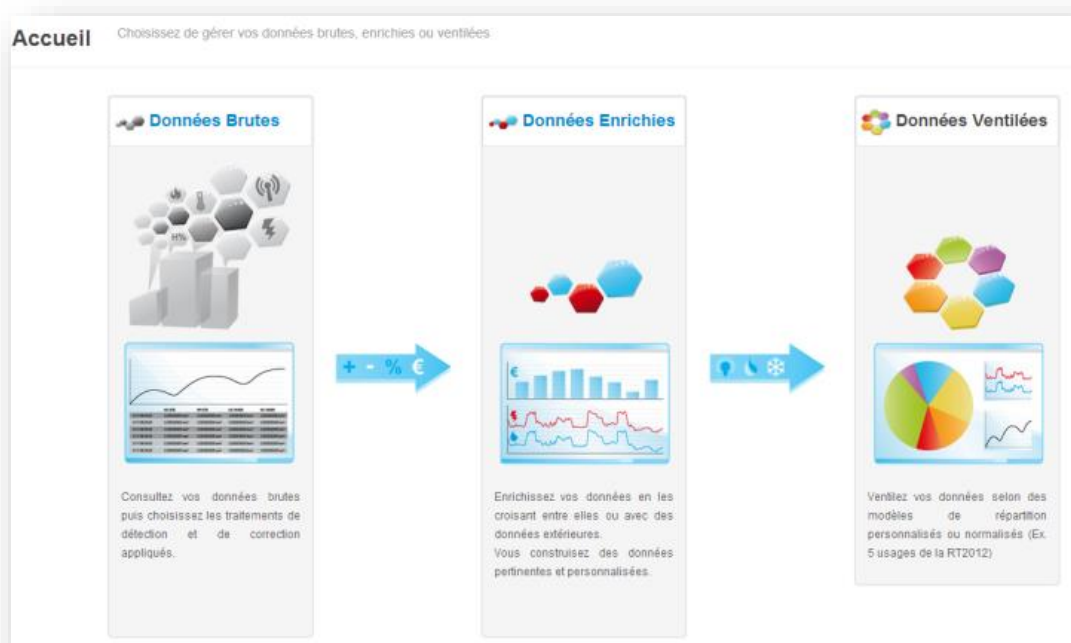 Accueil
Choisissez de gérer vos données brutes, enrichies ou ventilées
Données Brutes
H%
Consultez vos données brutes
puis choisissez les traitements de
détection et de correction
appliqués.
+ - % €
Données Enrichies
€
Enrichissez vos données en les
croisant entre elles ou avec des
données extérieures.
Vous construisez des données
pertinentes et personnalisées.
Données Ventilées
Ventilez vos données selon des
modèles de répartition
personnalisés ou normalisés (Ex.
5 usages de la RT2012)